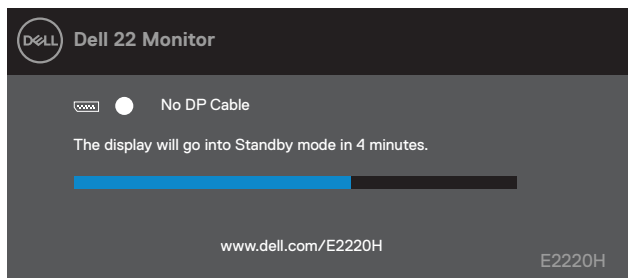 DELL Dell 22 Monitor
No DP Cable
The display will go into Standby mode in 4 minutes.
www.dell.com/E2220H
E2220H